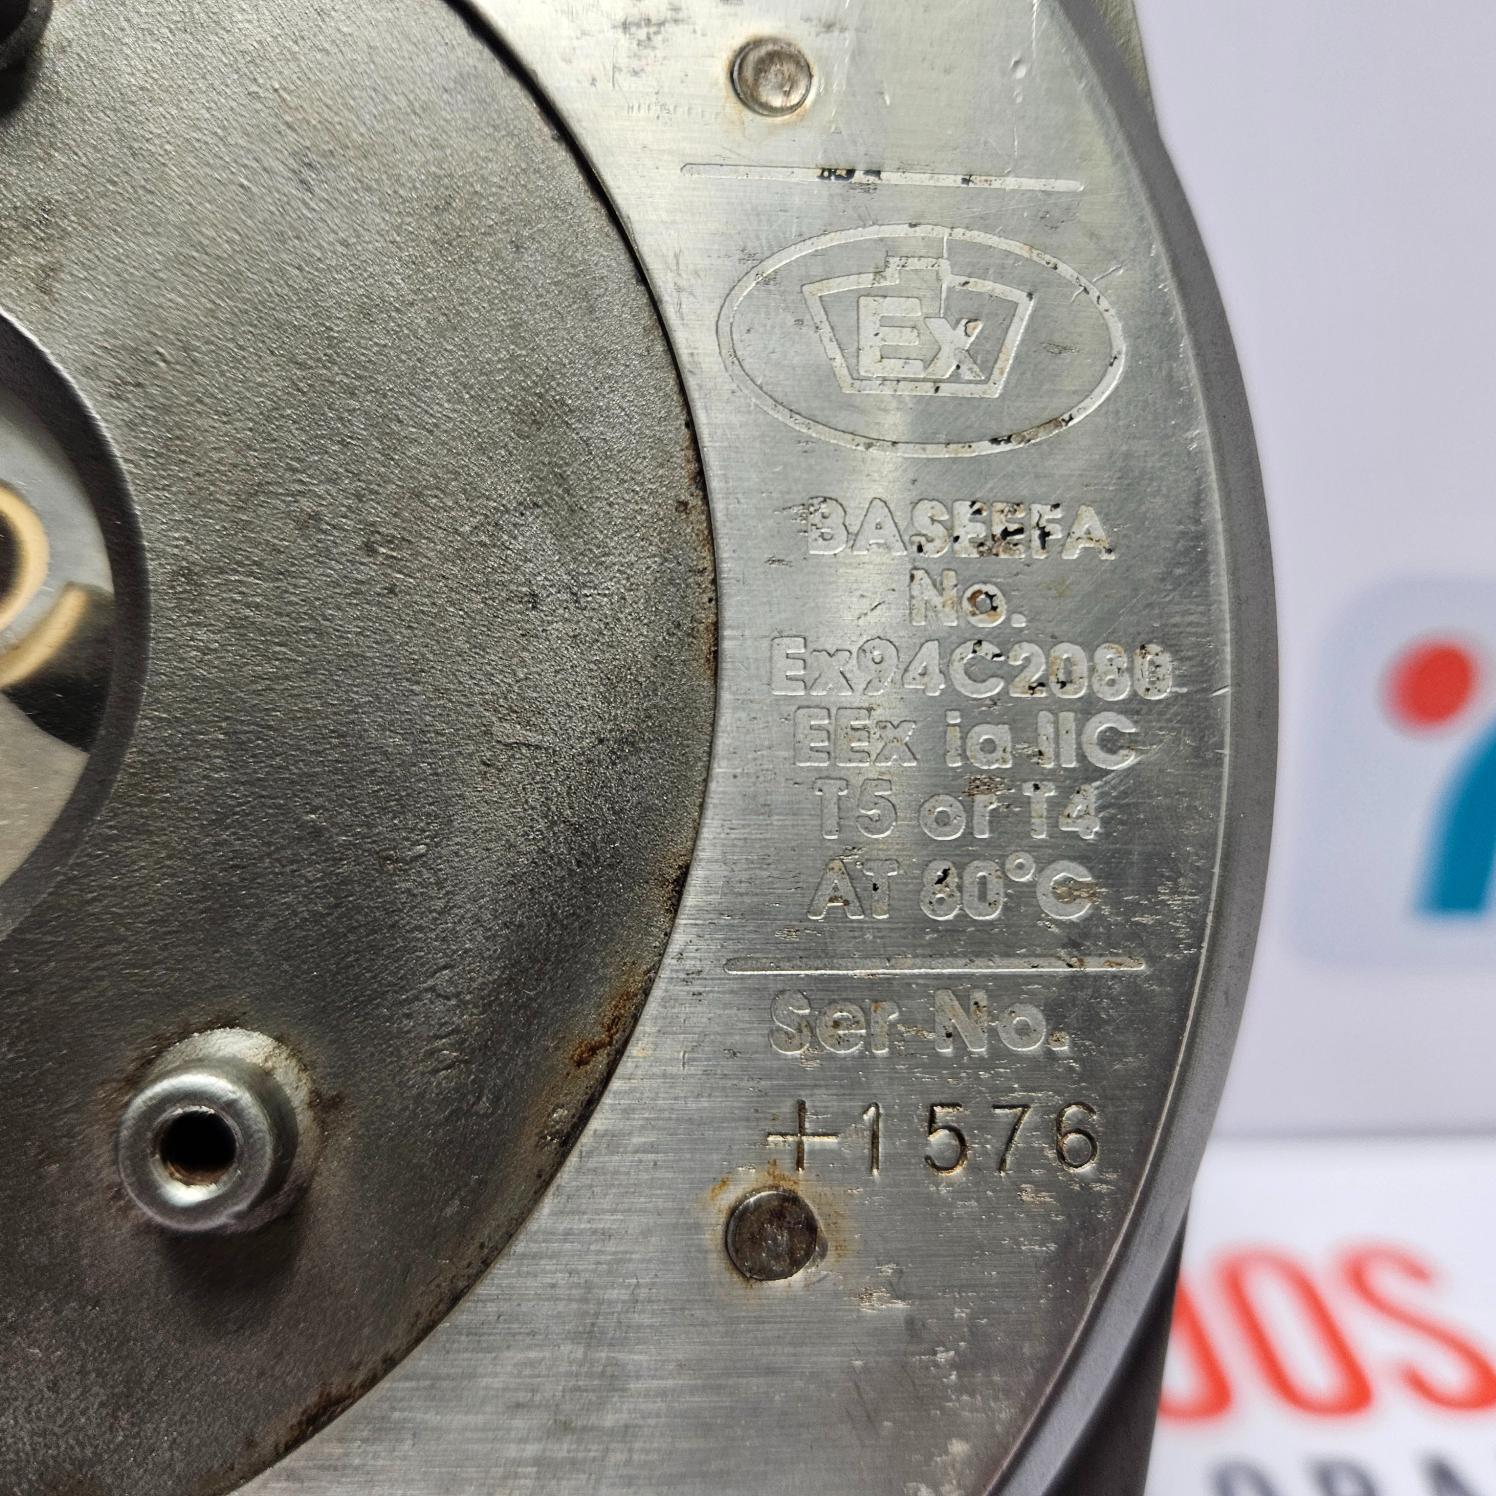 Ex
BASEEFA
No.
Ex94C2080
EEx ia IIC
T5 or T4
AT 80°C
Ser No.
+1576